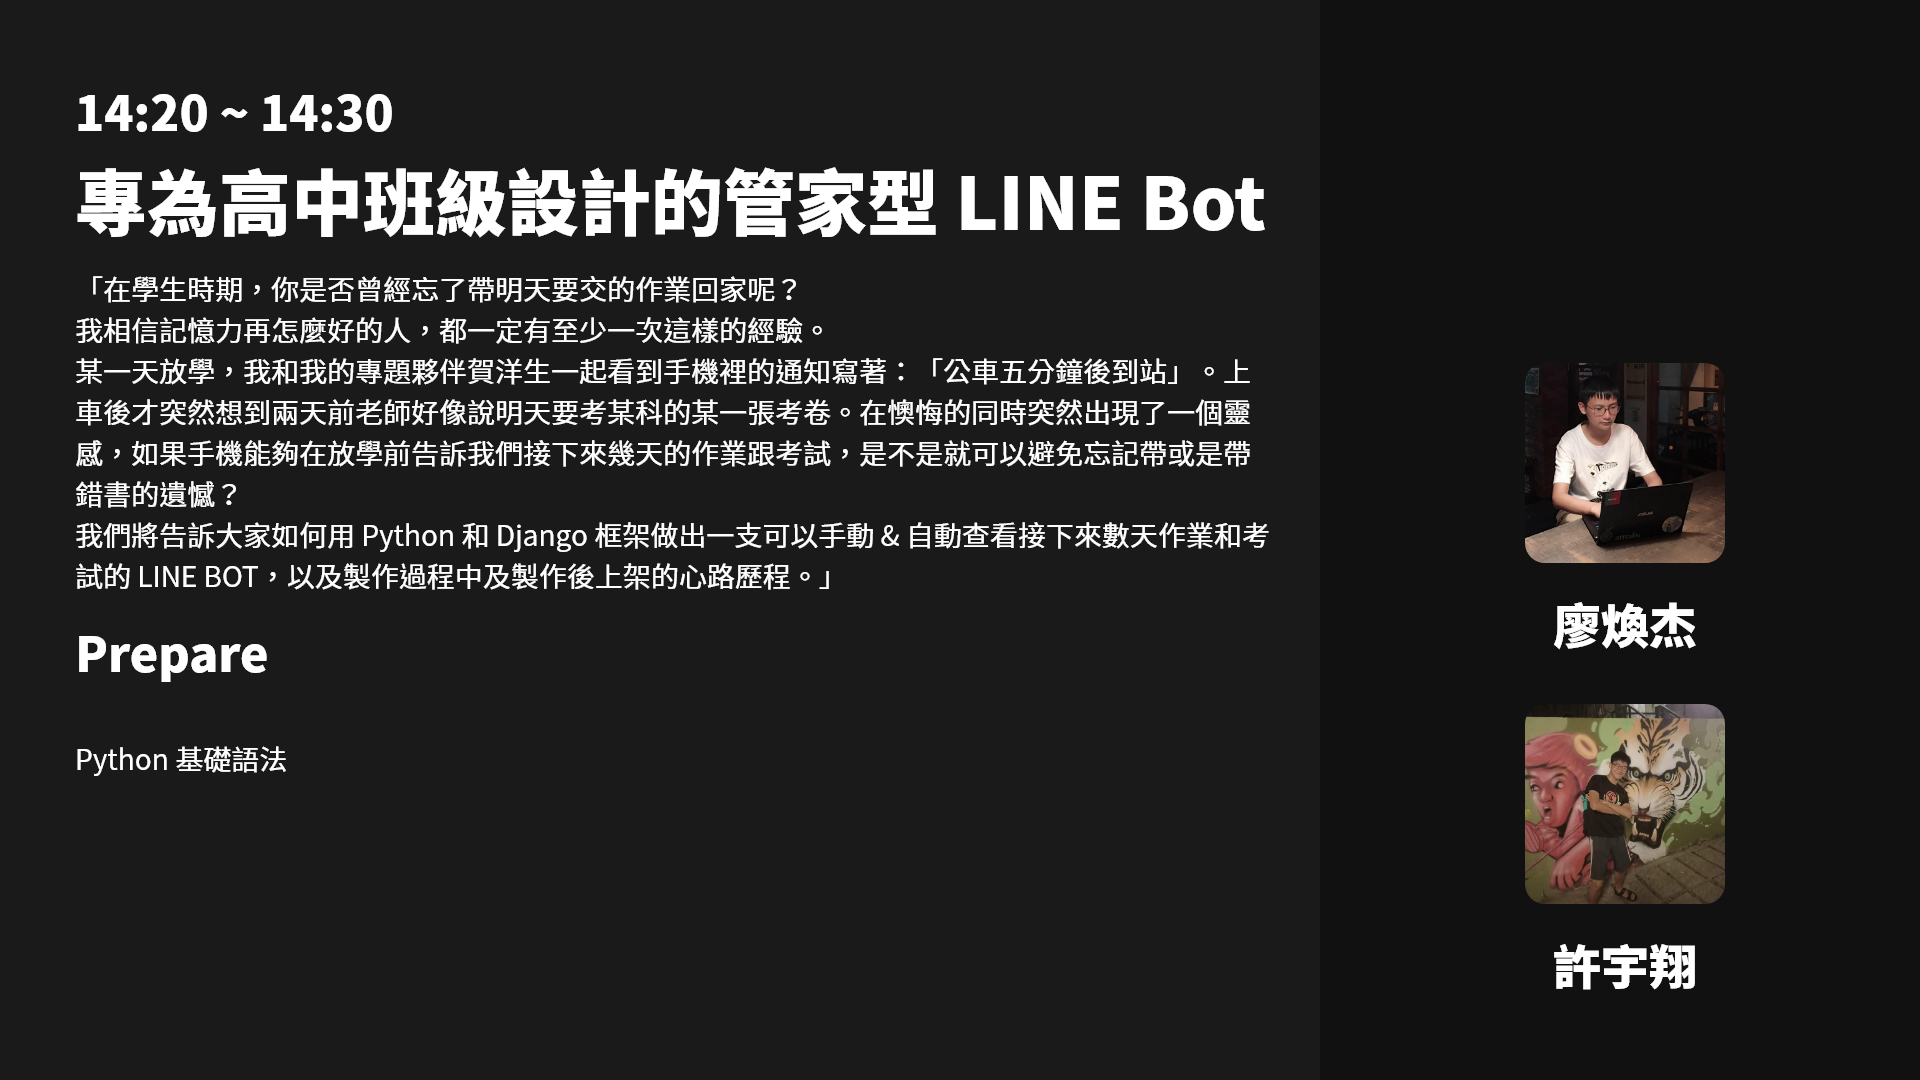 14:20 ~ 14:30
專為高中班級設計的管家型 LINE Bot
「在學生時期，你是否曾經忘了帶明天要交的作業回家呢？
我相信記憶力再怎麼好的人，都一定有至少一次這樣的經驗。
某一天放學，我和我的專題夥伴賀洋生一起看到手機裡的通知寫著：「公車五分鐘後到站」。上
車後才突然想到兩天前老師好像說明天要考某科的某一張考卷。在懊悔的同時突然出現了一個靈
感，如果手機能夠在放學前告訴我們接下來幾天的作業跟考試，是不是就可以避免忘記帶或是帶
錯書的遺憾？
我們將告訴大家如何用 Python 和 Django 框架做出一支可以手動 & 自動查看接下來數天作業和考
試的 LINE BOT，以及製作過程中及製作後上架的心路歷程。」
Prepare
Python 基礎語法
廖煥杰
許宇翔